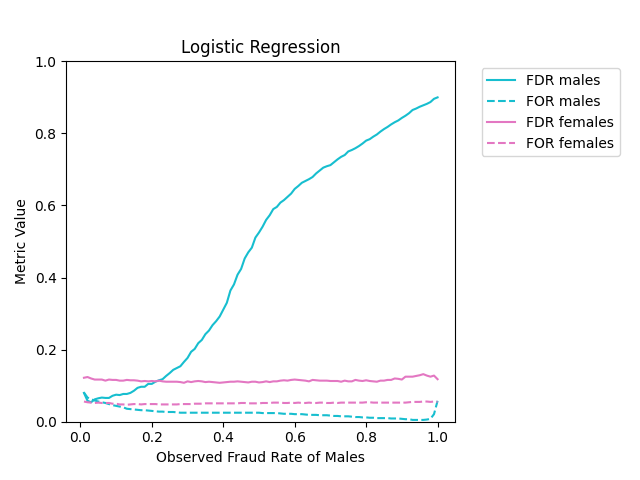 Logistic Regression
1.0
0.8
0.6
0.4
0.2
0.0
Metric Value
0.0 0.2 0.4 0.6 0.8 1.0
Observed Fraud Rate of Males
FDR males
FOR males
FDR females
FOR females